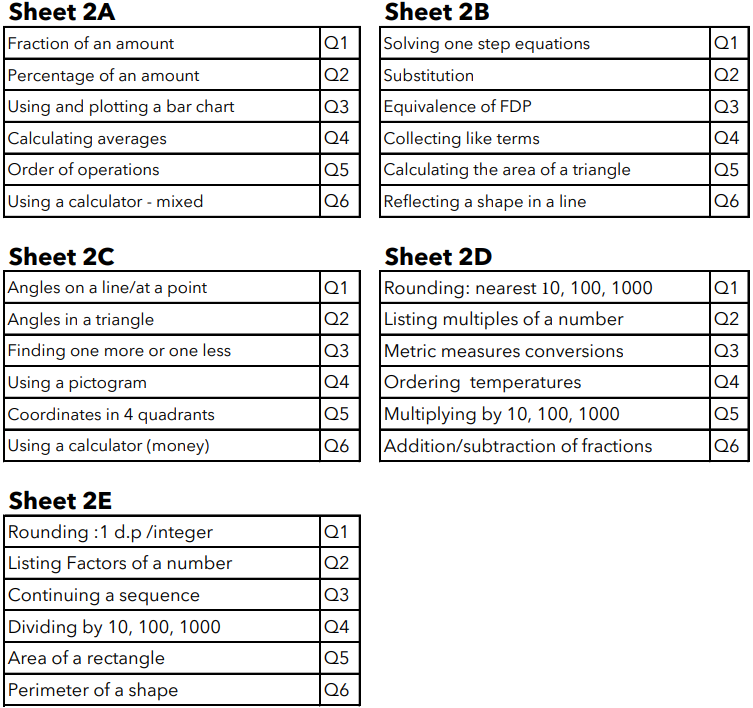 Sheet 2A
Fraction of an amount Q1
Percentage of an amount Q2
Using and plotting a bar chart Q3
Calculating averages Q4
Order of operations Q5
Using a calculator - mixed Q6
Sheet 2B
Solving one step equations Q1
Substitution Q2
Equivalence of FDP Q3
Collecting like terms Q4
Calculating the area of a triangle Q5
Reflecting a shape in a line Q6
Sheet 2C
Angles on a line/at a point Q1
Angles in a triangle Q2
Finding one more or one less Q3
Using a pictogram Q4
Coordinates in 4 quadrants Q5
Using a calculator (money) Q6
Sheet 2D
Rounding: nearest 10, 100, 1000 Q1
Listing multiples of a number Q2
Metric measures conversions Q3
Ordering temperatures Q4
Multiplying by 10, 100, 1000 Q5
Addition/subtraction of fractions Q6
Sheet 2E
Rounding :1 d.p /integer Q1
Listing Factors of a number Q2
Continuing a sequence Q3
Dividing by 10, 100, 1000 Q4
Area of a rectangle Q5
Perimeter of a shape Q6